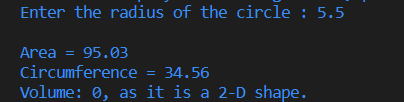 Enter the radius of the circle : 5.5
Area = 95.03
Circumference = 34.56
Volume: 0, as it is a 2-D shape.